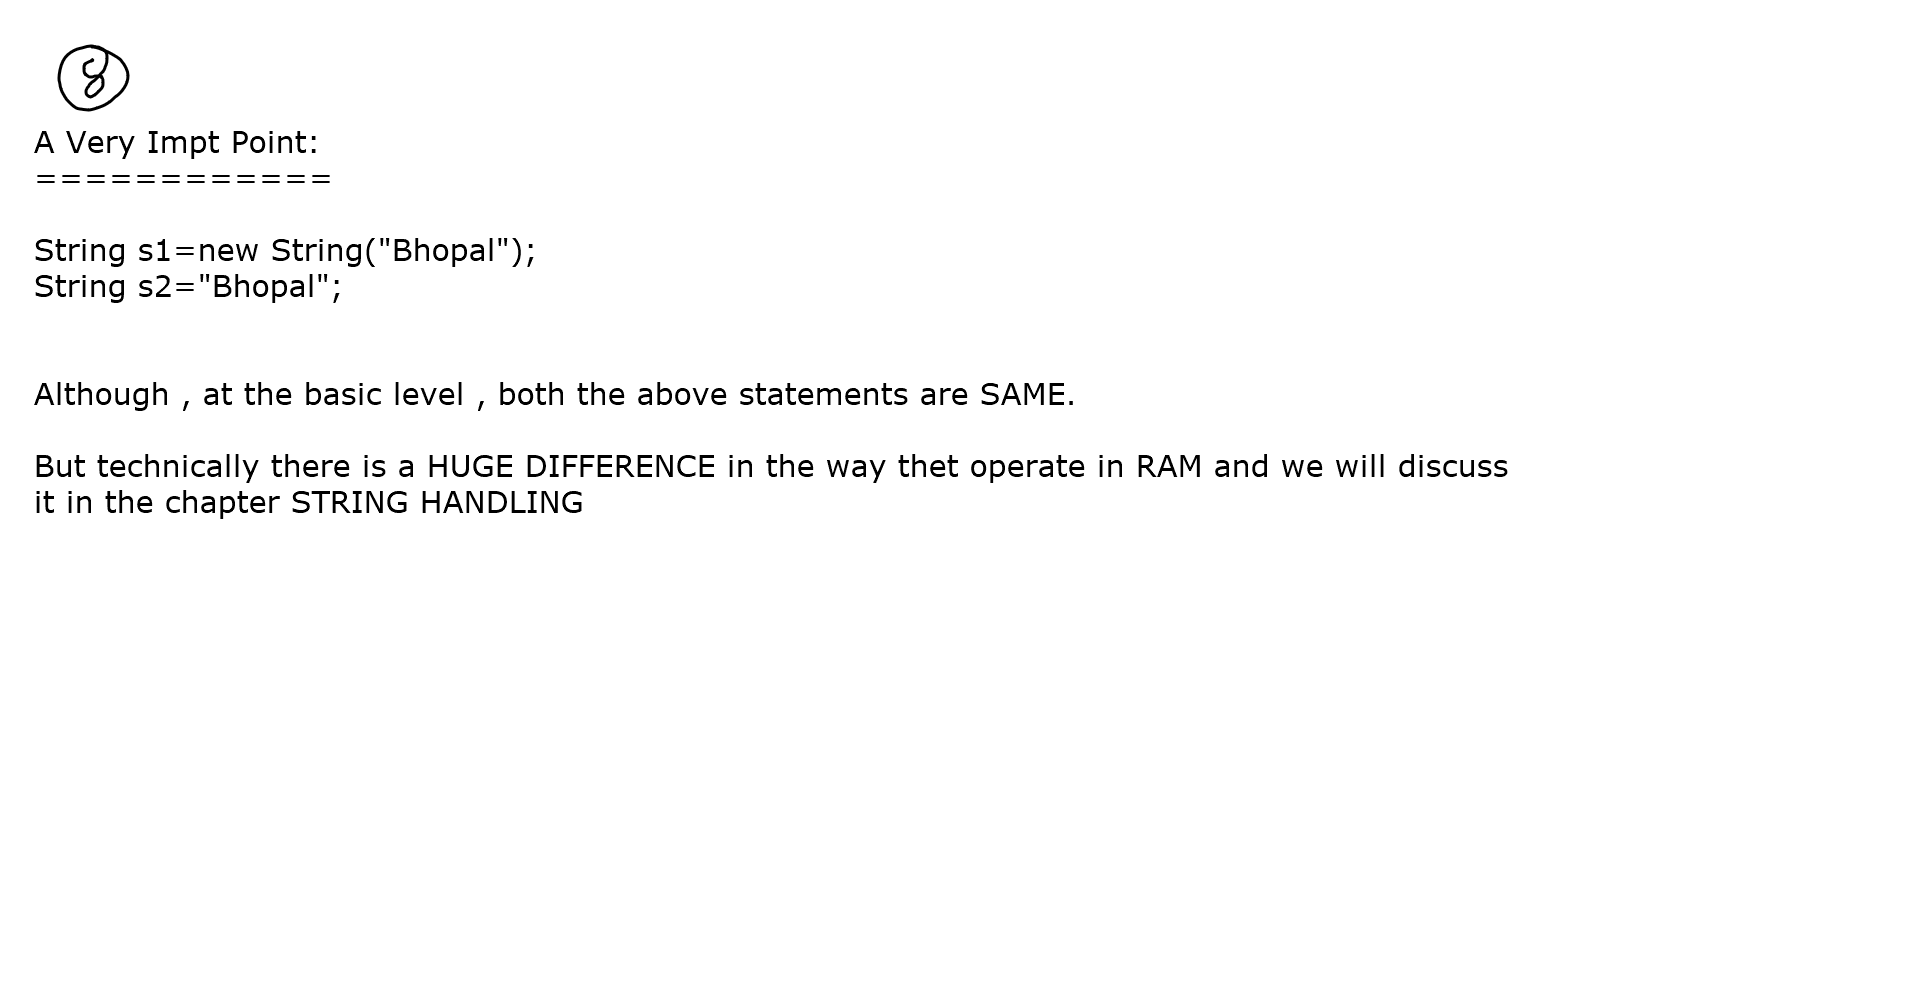 8
A Very Impt Point:
============
String s1=new String("Bhopal");
String s2="Bhopal";
Although , at the basic level , both the above statements are SAME.
But technically there is a HUGE DIFFERENCE in the way thet operate in RAM and we will discuss
it in the chapter STRING HANDLING